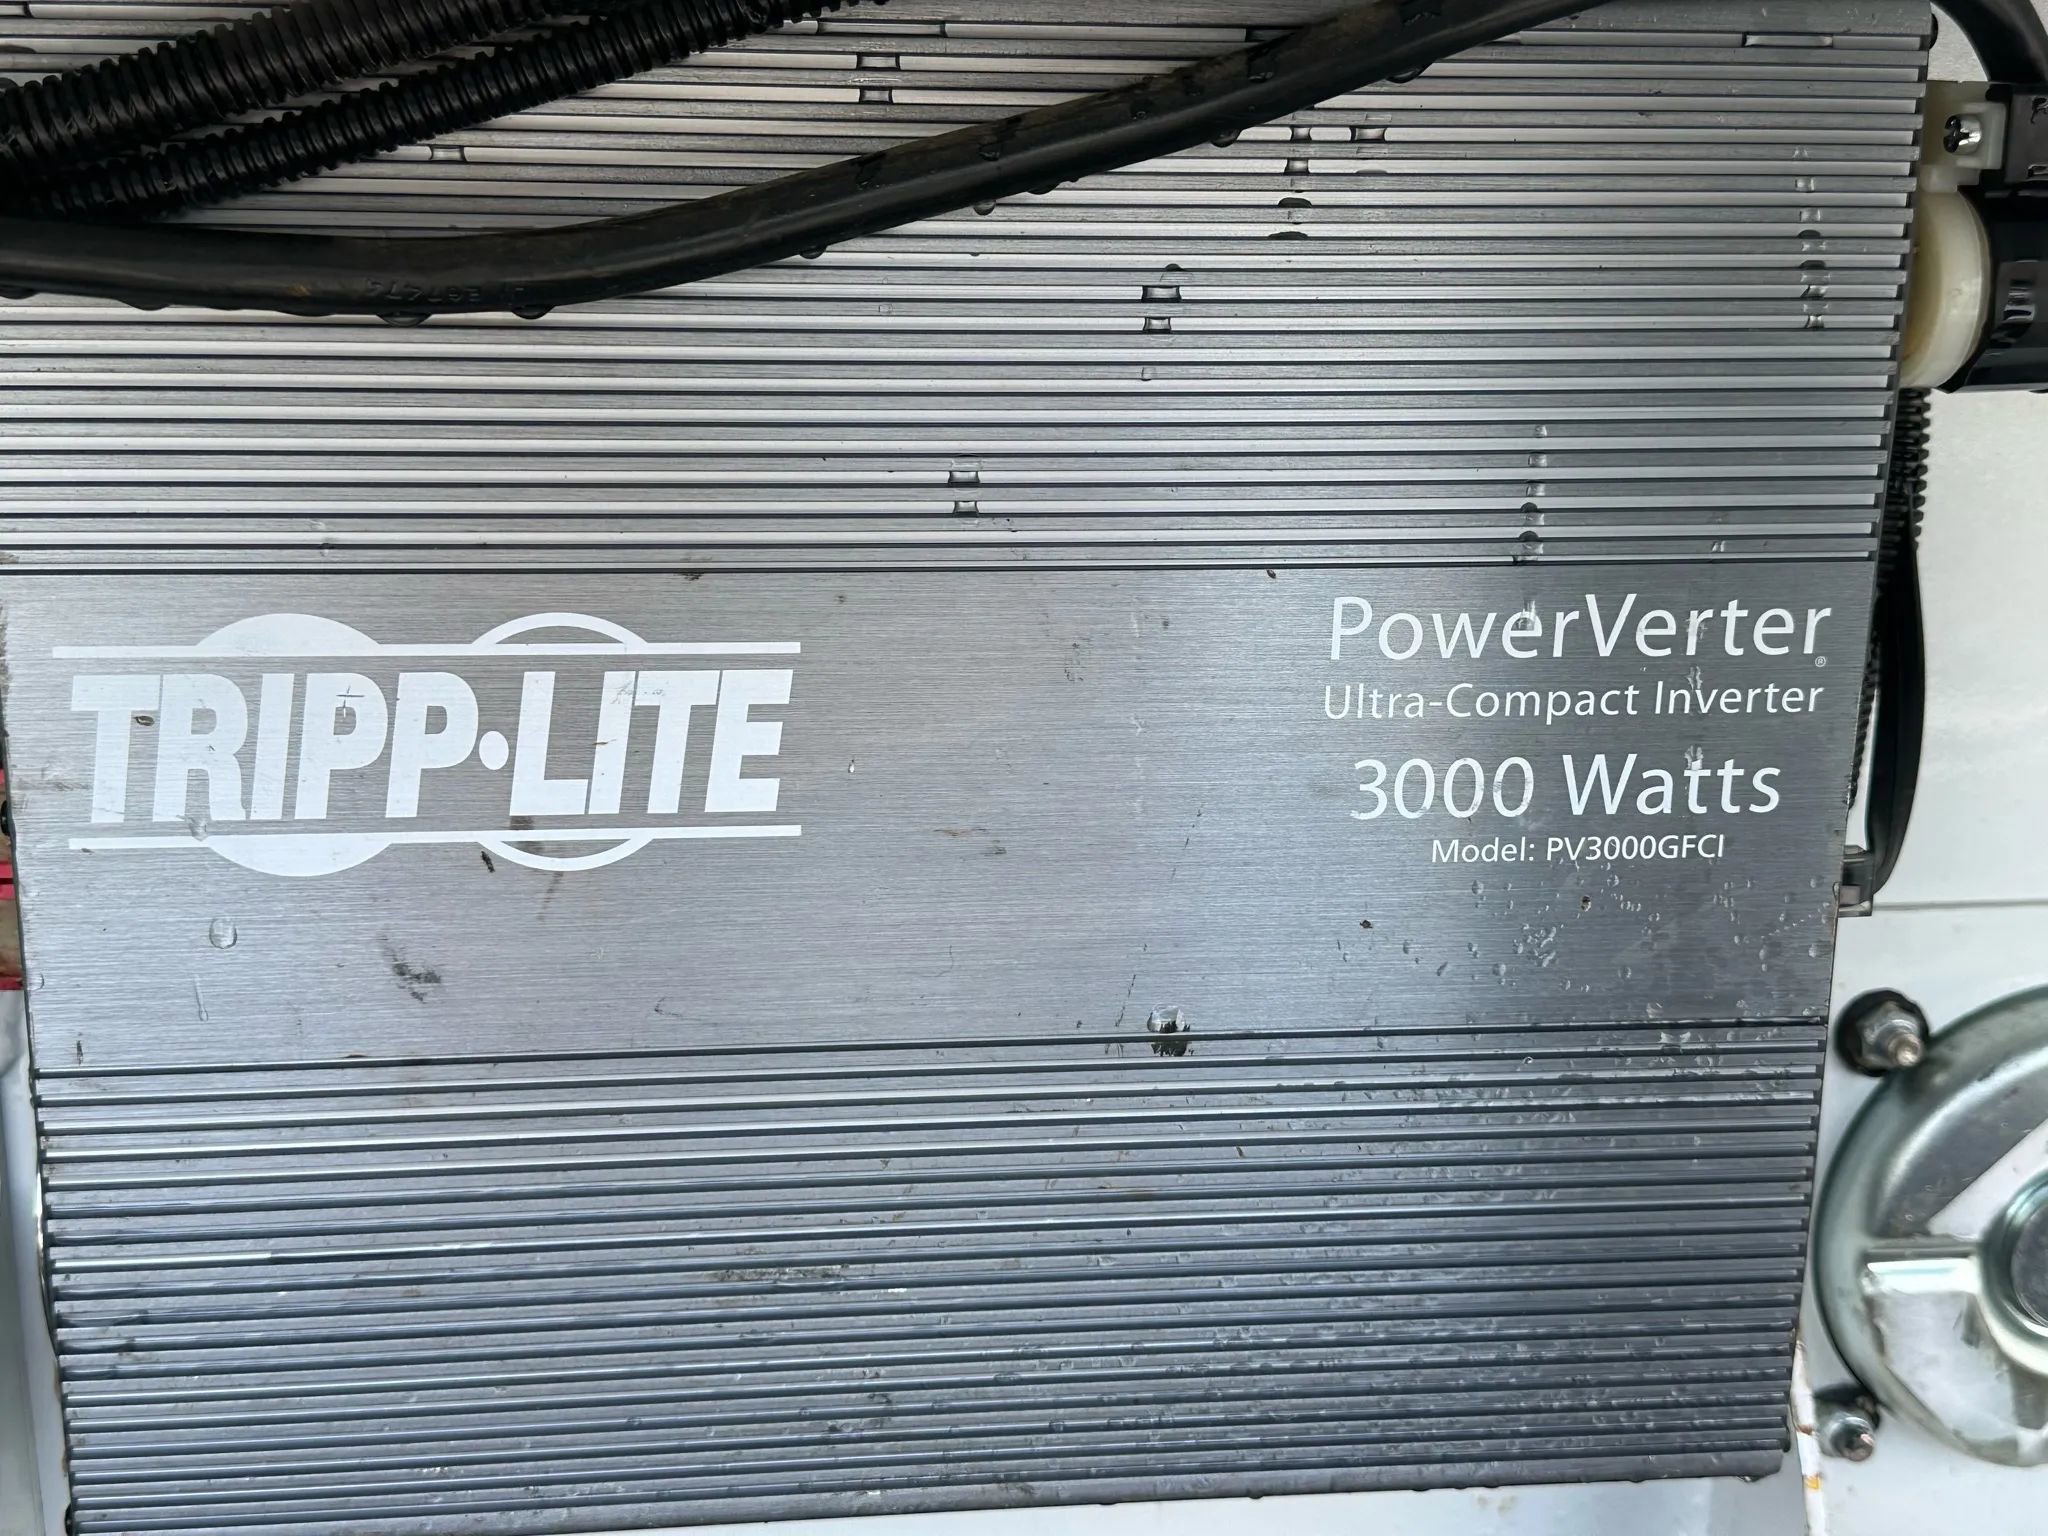 TRIPP·LITE
PowerVerter®
Ultra-Compact Inverter
3000 Watts
Model: PV3000GFCI